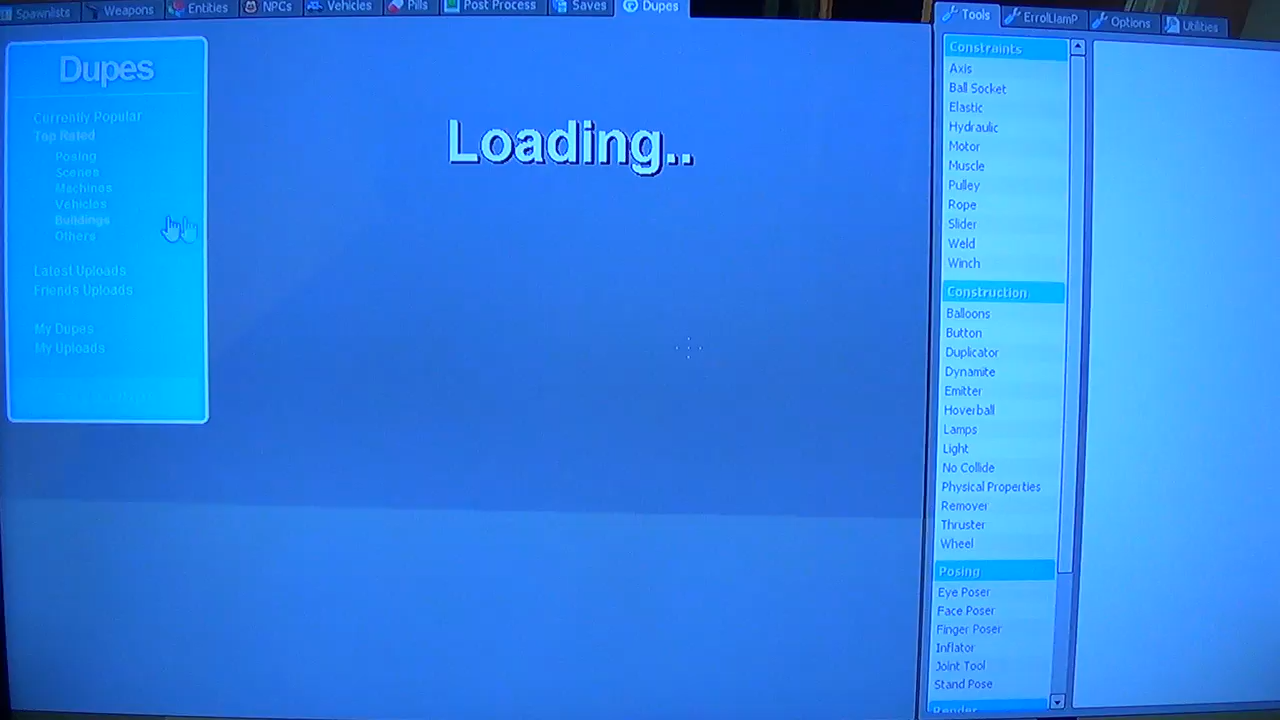 Spawnlists
Weapons
Entities
NPCs
Vehicles
Pills
Post Process
Saves
Dupes
Dupes
Currently Popular
Top Rated
Posing
Scenes
Machines
Vehicles
Buildings
Others
Latest Uploads
Friends Uploads
My Dupes
My Uploads
Loading..
Tools
ErrolLlamP
Options
Utilities
Constraints
Axis
Ball Socket
Elastic
Hydraulic
Motor
Muscle
Pulley
Rope
Slider
Weld
Winch
Construction
Balloons
Button
Duplicator
Dynamite
Emitter
Hoverball
Lamps
Light
No Collide
Physical Properties
Remover
Thruster
Wheel
Posing
Eye Poser
Face Poser
Finger Poser
Inflator
Joint Tool
Stand Pose
Render